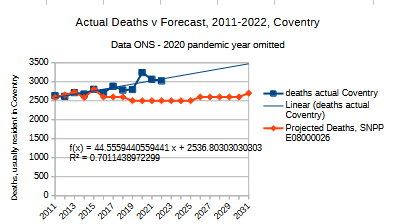 Actual Deaths v Forecast, 2011-2022, Coventry
Data ONS - 2020 pandemic year omitted
Deaths, usually resident in Coventry
3500
3000
2500
2000
1500
1000
500
0
f(x) = 44.5559440559441 x + 2536.80303030303
R² = 0.7011438972299
2011
2013
2015
2017
2019
2021
2023
2025
2027
2029
2031
deaths actual Coventry
Linear (deaths actual
Coventry)
Projected Deaths, SNPP
E08000026